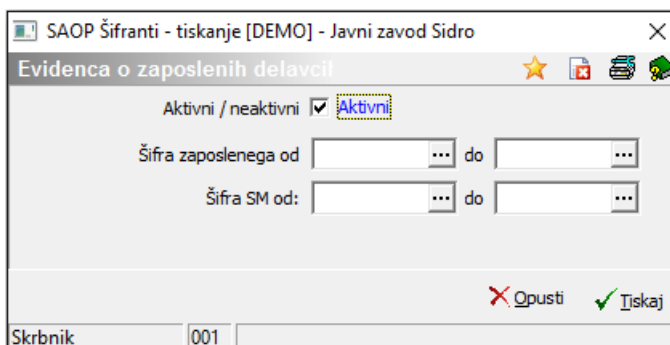 SAOP Šifranti - tiskanje [DEMO] - Javni zavod Sidro
Evidenca o zaposlenih delavcih
Aktivni / neaktivni Aktivni
Šifra zaposlenega od ... do ...
Šifra SM od: ... do ...
Opusti Tiskaj
Skrbnik 001